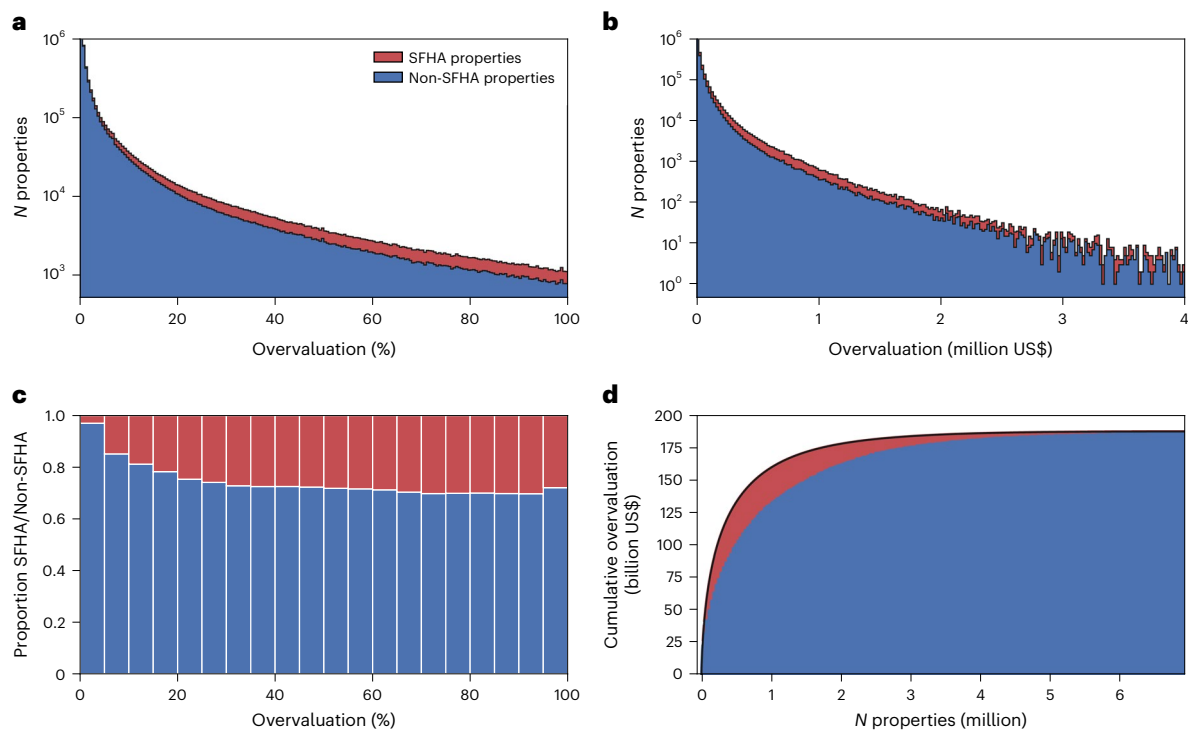 a
10^6
10^5
10^4
10^3
N properties
SFHA properties
Non-SFHA properties
0 20 40 60 80 100
Overvaluation (%)
b
10^6
10^5
10^4
10^3
10^2
10^1
10^0
N properties
0 1 2 3 4
Overvaluation (million US$)
c
1.0
0.8
0.6
0.4
0.2
0
Proportion SFHA/Non-SFHA
0 20 40 60 80 100
Overvaluation (%)
d
200
175
150
125
100
75
50
25
0
Cumulative overvaluation
(billion US$)
0 1 2 3 4 5 6
N properties (million)